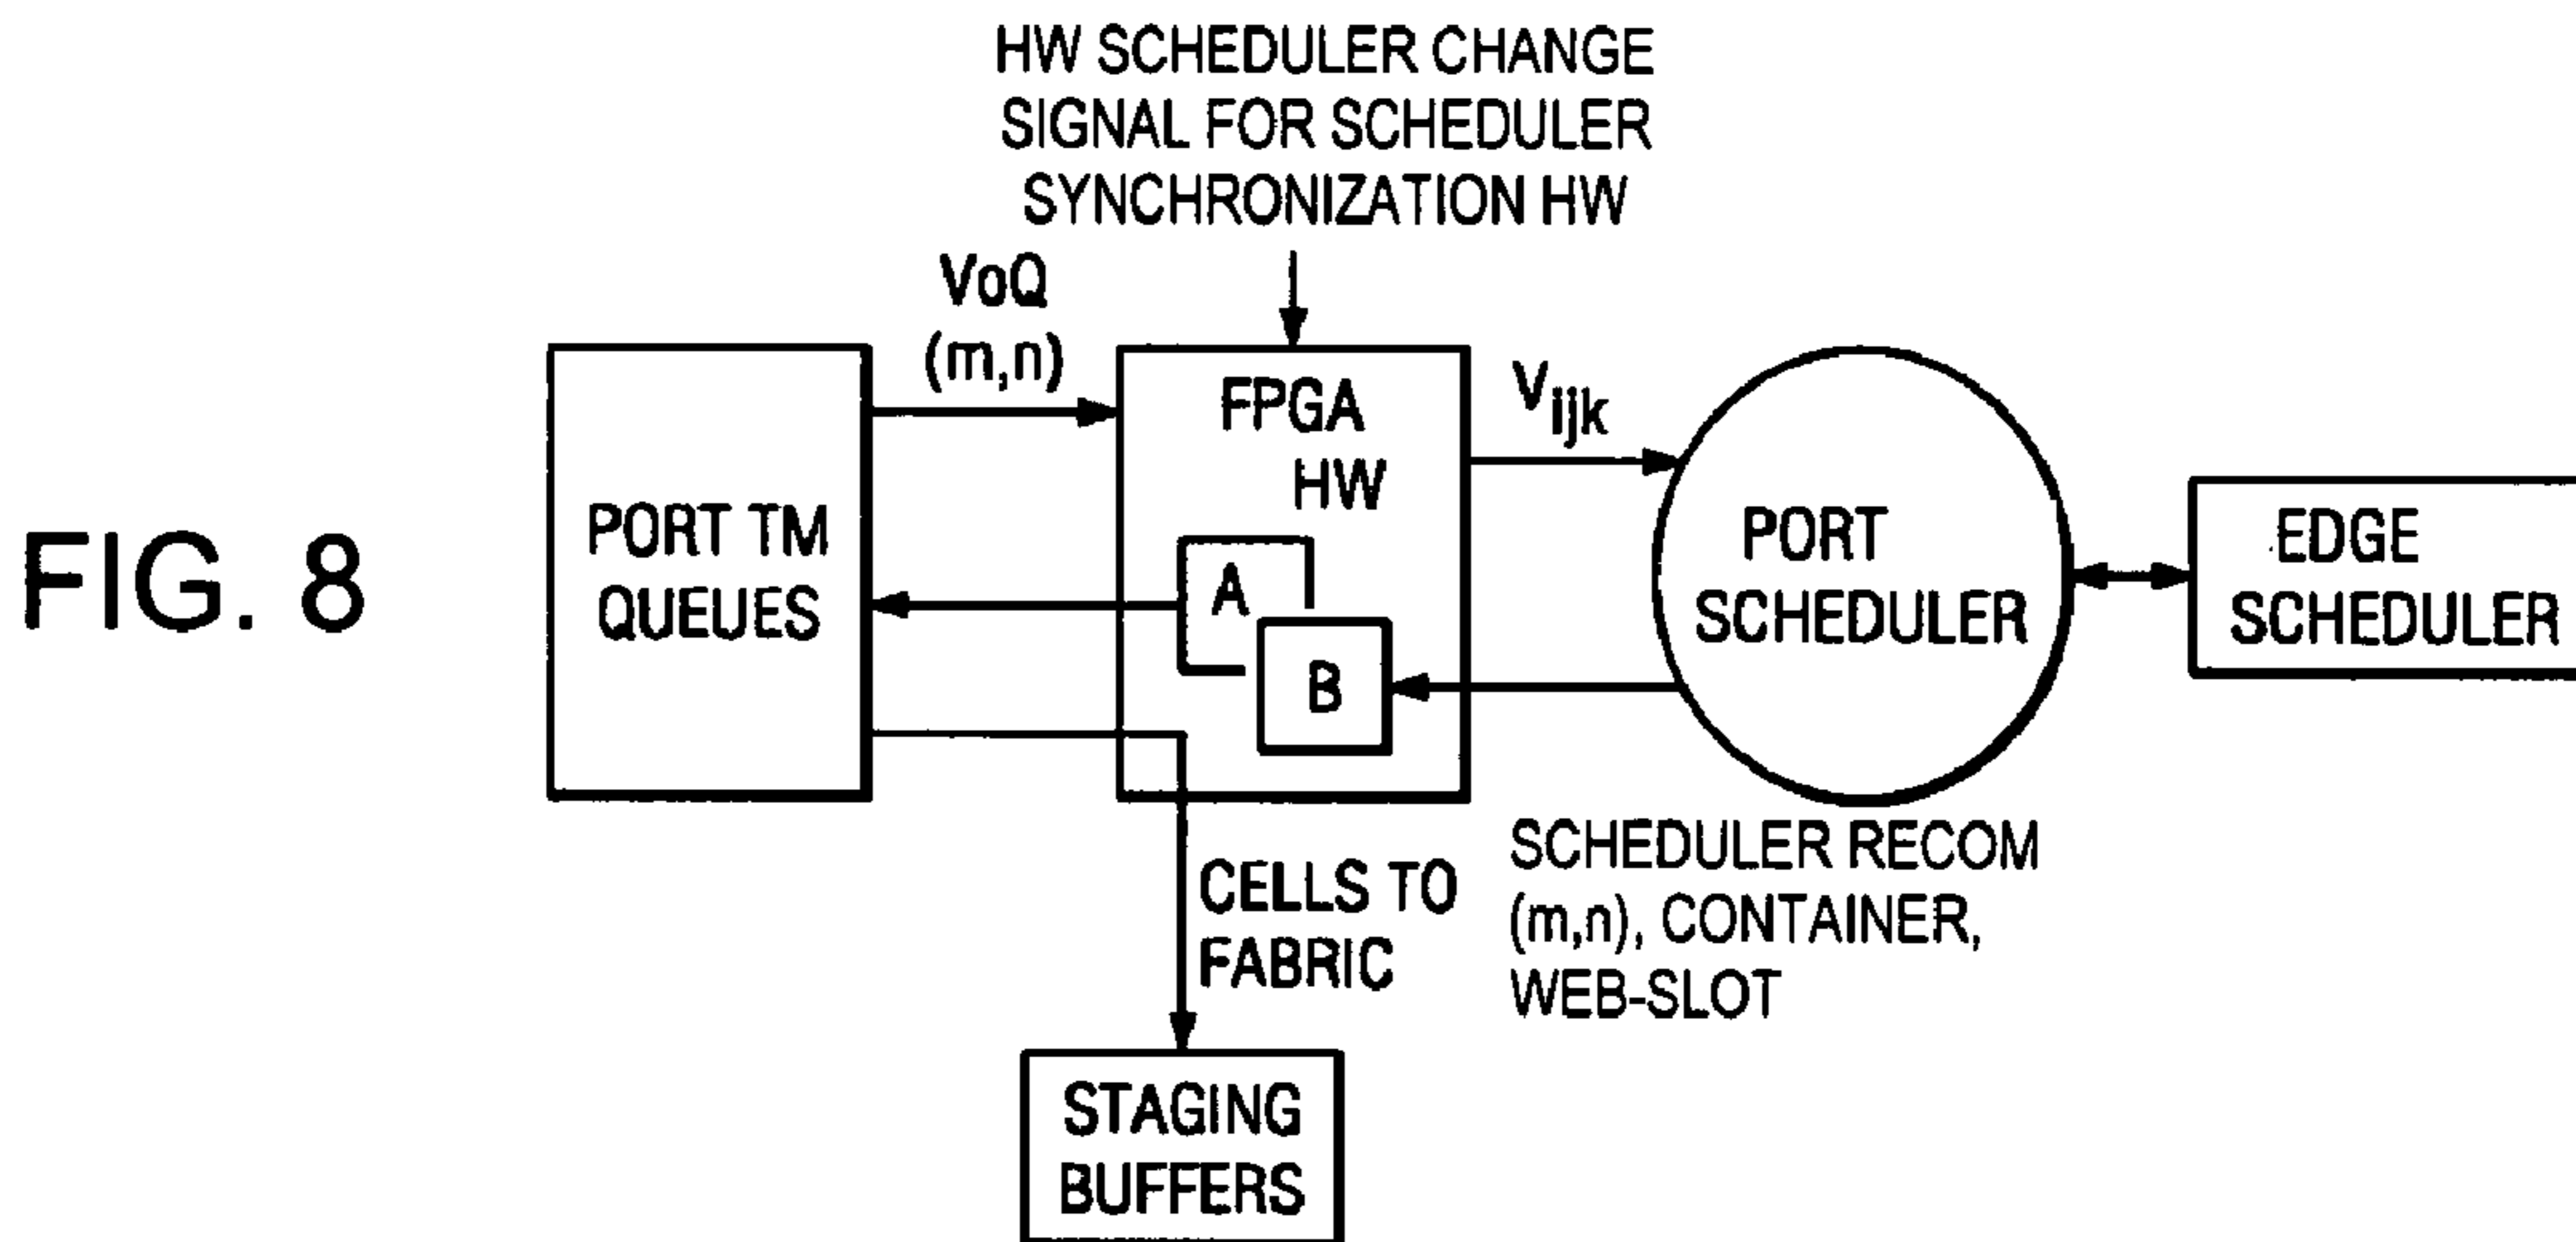 HW SCHEDULER CHANGE
SIGNAL FOR SCHEDULER
SYNCHRONIZATION HW
VoQ
(m,n)
FPGA
HW
Vijk
PORT TM
QUEUES
A
B
PORT
SCHEDULER
EDGE
SCHEDULER
FIG. 8
CELLS TO
FABRIC
SCHEDULER RECOM
(m,n), CONTAINER,
WEB-SLOT
STAGING
BUFFERS